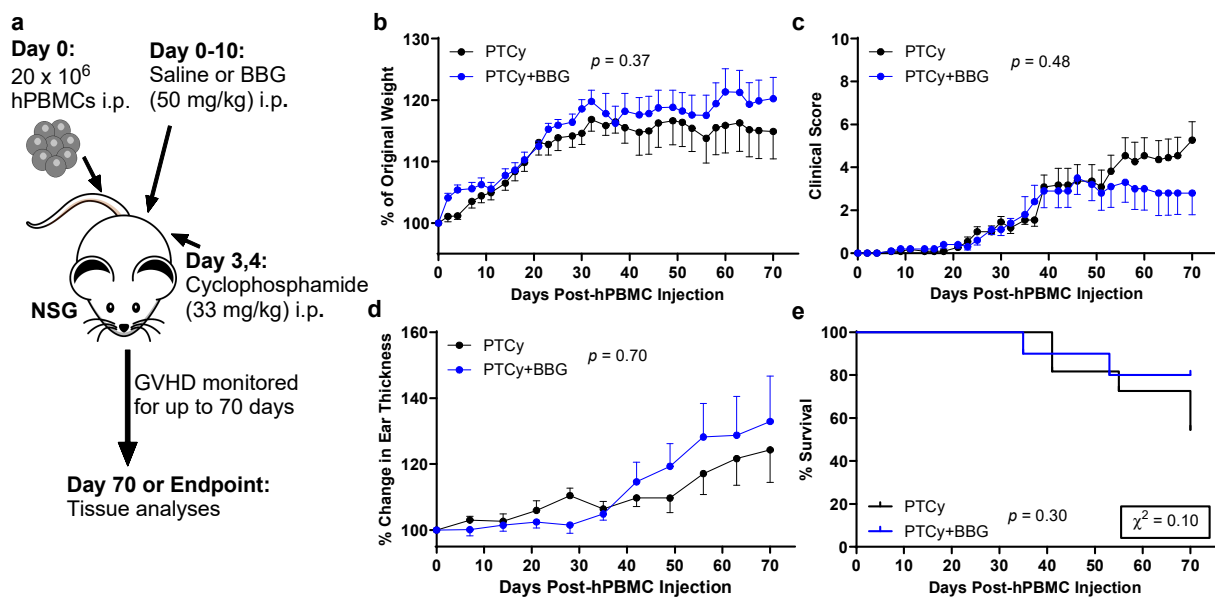 a
Day 0:
20 x 10⁶
hPBMCs i.p.
Day 0-10:
Saline or BBG
(50 mg/kg) i.p.
Day 3,4:
Cyclophosphamide
(33 mg/kg) i.p.
NSG
GVHD monitored
for up to 70 days
Day 70 or Endpoint:
Tissue analyses
b
% of Original Weight
130
120
110
100
PTCy
PTCy+BBG
p = 0.37
0 10 20 30 40 50 60 70
Days Post-hPBMC Injection
c
Clinical Score
10
8
6
4
2
0
PTCy
PTCy+BBG
p = 0.48
0 10 20 30 40 50 60 70
Days Post-hPBMC Injection
d
% Change in Ear Thickness
160
140
120
100
PTCy
PTCy+BBG
p = 0.70
0 10 20 30 40 50 60 70
Days Post-hPBMC Injection
e
% Survival
100
80
60
40
20
0
PTCy
PTCy+BBG
p = 0.30
χ² = 0.10
0 10 20 30 40 50 60 70
Days Post-hPBMC Injection